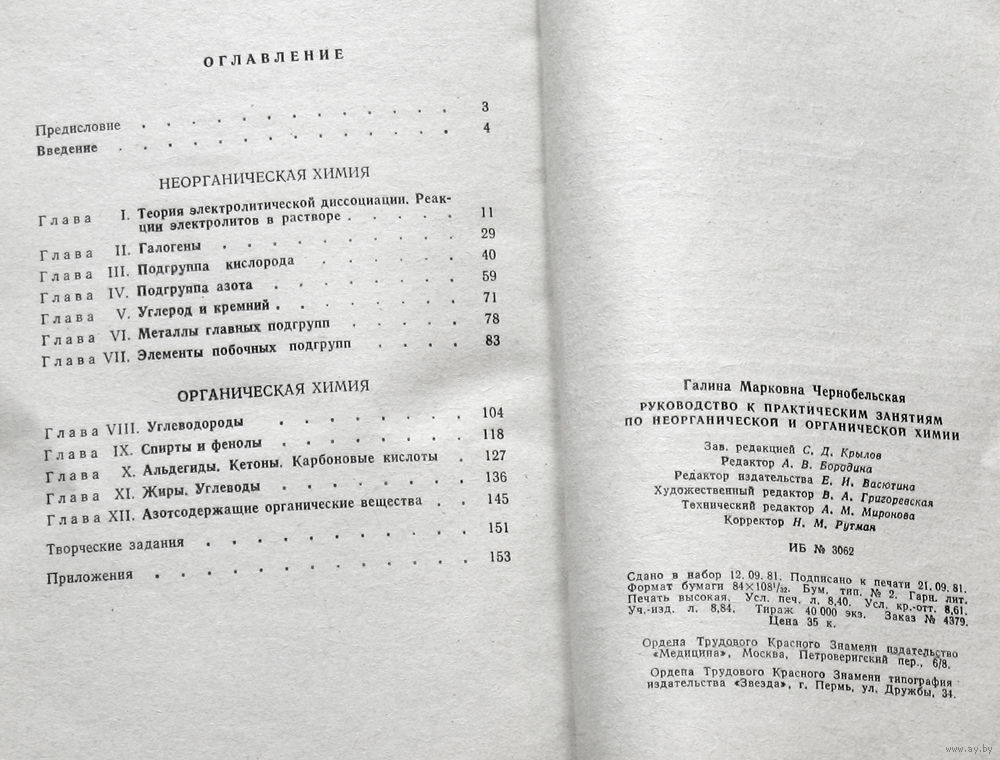 ОГЛАВЛЕНИЕ
Предисловие . . . . . . . . . . . . . 3
Введение . . . . . . . . . . . . . 4
НЕОРГАНИЧЕСКАЯ ХИМИЯ
Глава I. Теория электролитической диссоциации. Реак-
ции электролитов в растворе . . . . . 11
Глава II. Галогены . . . . . . . . . . 29
Глава III. Подгруппа кислорода . . . . . 40
Глава IV. Подгруппа азота . . . . . . . 59
Глава V. Углерод и кремний . . . . . . . 71
Глава VI. Металлы главных подгрупп . . . . 78
Глава VII. Элементы побочных подгрупп . . . . 83
ОРГАНИЧЕСКАЯ ХИМИЯ
Глава VIII. Углеводороды . . . . . . 104
Глава IX. Спирты и фенолы . . . . . . 118
Глава X. Альдегиды. Кетоны. Карбоновые кислоты . 127
Глава XI. Жиры. Углеводы . . . . . . 136
Глава XII. Азотсодержащие органические вещества . . 145
Творческие задания . . . . . . . . . . 151
Приложения . . . . . . . . . . . . 153
Галина Марковна Чернобельская
РУКОВОДСТВО К ПРАКТИЧЕСКИМ ЗАНЯТИЯМ
ПО НЕОРГАНИЧЕСКОЙ И ОРГАНИЧЕСКОЙ ХИМИИ
Зав. редакцией С. Д. Крылов
Редактор А. В. Бородина
Редактор издательства Е. И. Васютина
Художественный редактор В. А. Григоревская
Технический редактор А. М. Миронова
Корректор Н. М. Рутман
ИБ № 3062
Сдано в набор 12.09.81. Подписано к печати 21.09.81.
Формат бумаги 84×108¹/₃₂. Бум. тип. № 2. Гарн. лит.
Печать высокая. Усл. печ. л. 8,40. Усл. кр.-отт. 8,61.
Уч.-изд. л. 8,84. Тираж 40 000 экз. Заказ № 4379.
Цена 35 к.
Ордена Трудового Красного Знамени издательство
«Медицина», Москва, Петроверигский пер., 6/8.
Ордена Трудового Красного Знамени типография
издательства «Звезда», г. Пермь, ул. Дружбы, 34.
www.ay.by